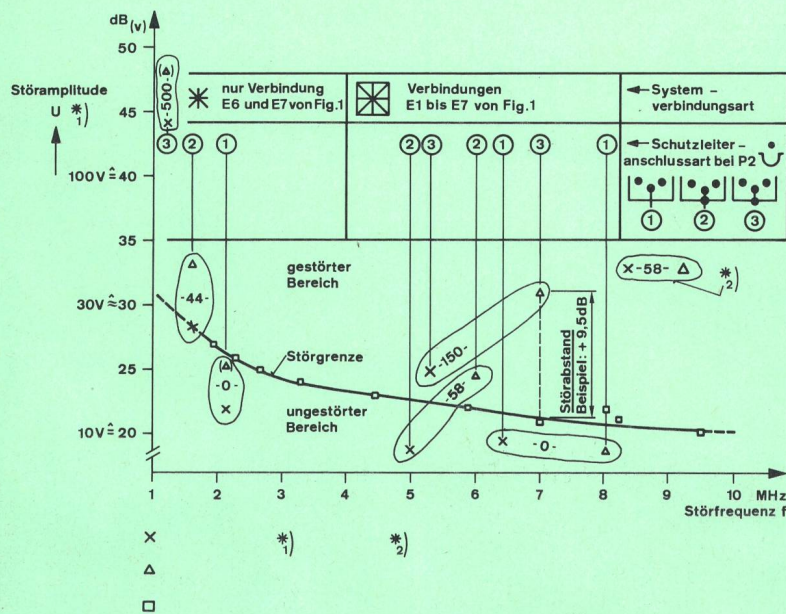 dB(v)
50
Störamplitude
U *1)
45
100V≙40
35
30V≙30
25
10V≙20
(△)
-500-
③ ② ①
nur Verbindung
E6 und E7 von Fig.1
Verbindungen
E1 bis E7 von Fig.1
←System-
verbindungsart
←Schutzleiter-
anschlussart bei P2
② ③ ② ① ③ ①
① ② ③
×-58-△ *2)
gestörter
Bereich
-44-
Störgrenze
-0-
ungestörter
Bereich
-150-
-58-
-0-
Störabstand
Beispiel: +9,5dB
1 2 3 4 5 6 7 8 9 10 MHz
Störfrequenz f
× *1) *2)
△
□